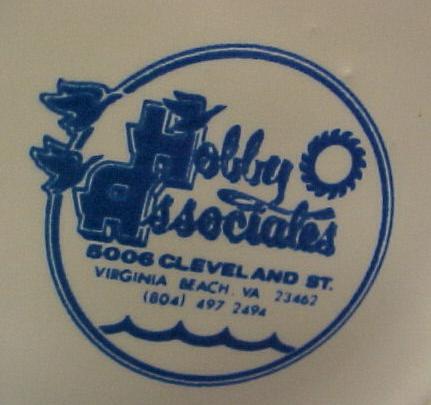 Hobby
Associates
5006 CLEVELAND ST.
VIRGINIA BEACH, VA 23462
(804) 497 2494